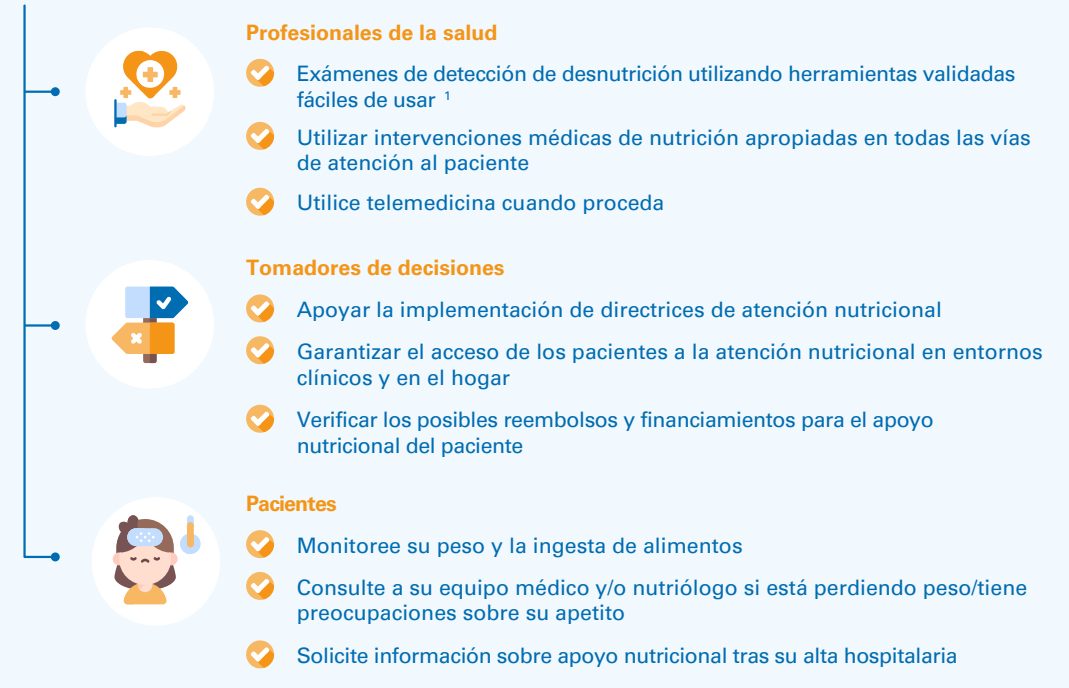 Profesionales de la salud
Exámenes de detección de desnutrición utilizando herramientas validadas
fáciles de usar ¹
Utilizar intervenciones médicas de nutrición apropiadas en todas las vías
de atención al paciente
Utilice telemedicina cuando proceda
Tomadores de decisiones
Apoyar la implementación de directrices de atención nutricional
Garantizar el acceso de los pacientes a la atención nutricional en entornos
clínicos y en el hogar
Verificar los posibles reembolsos y financiamientos para el apoyo
nutricional del paciente
Pacientes
Monitoree su peso y la ingesta de alimentos
Consulte a su equipo médico y/o nutriólogo si está perdiendo peso/tiene
preocupaciones sobre su apetito
Solicite información sobre apoyo nutricional tras su alta hospitalaria